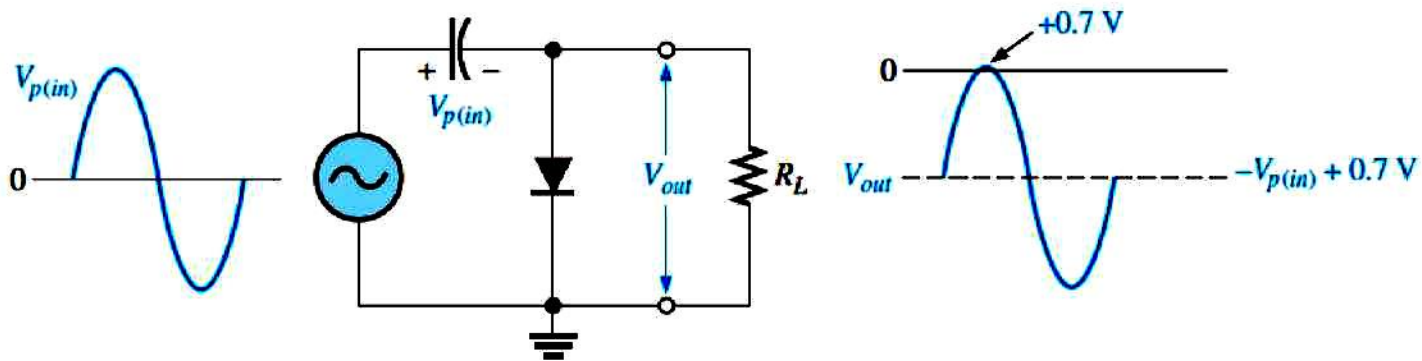 V_p(in)
0
+ −
V_p(in)
V_out
R_L
+0.7 V
0
V_out
−V_p(in) + 0.7 V